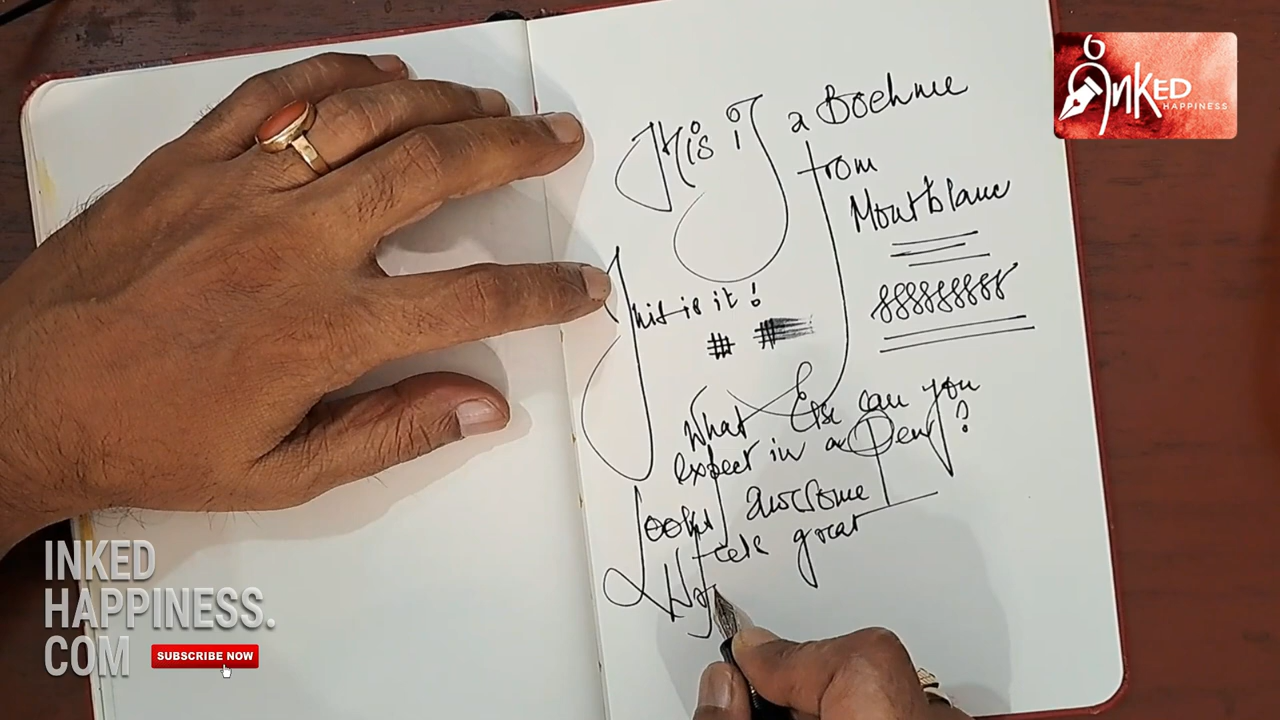 This is a Boehme
from
Montblanc
This is it!
What Else can you
expect in a Pen?
looks awesome
feels great
INKED
HAPPINESS
INKED
HAPPINESS.
COM
SUBSCRIBE NOW